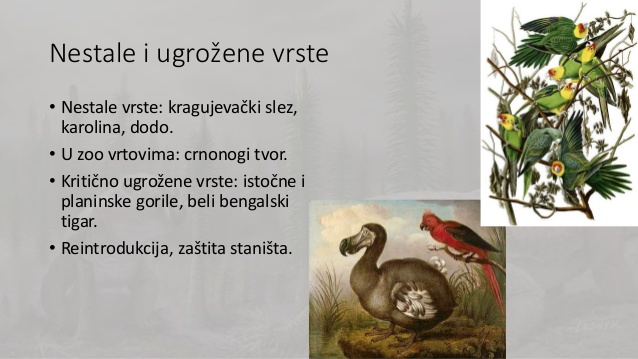 Nestale i ugrožene vrste
• Nestale vrste: kragujevački slez,
karolina, dodo.
• U zoo vrtovima: crnonogi tvor.
• Kritično ugrožene vrste: istočne i
planinske gorile, beli bengalski
tigar.
• Reintrodukcija, zaštita staništa.